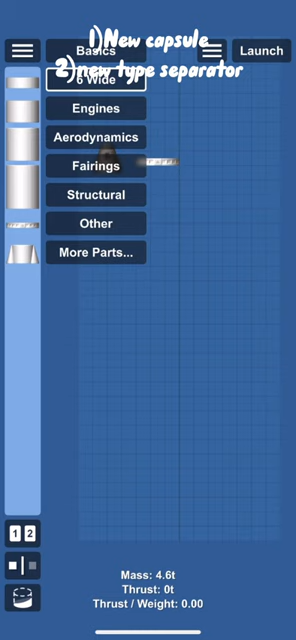 1)New capsule
Basics
Launch
2)new type separator
6 Wide
Engines
Aerodynamics
Fairings
Structural
Other
More Parts...
1 2
Mass: 4.6t
Thrust: 0t
Thrust / Weight: 0.00